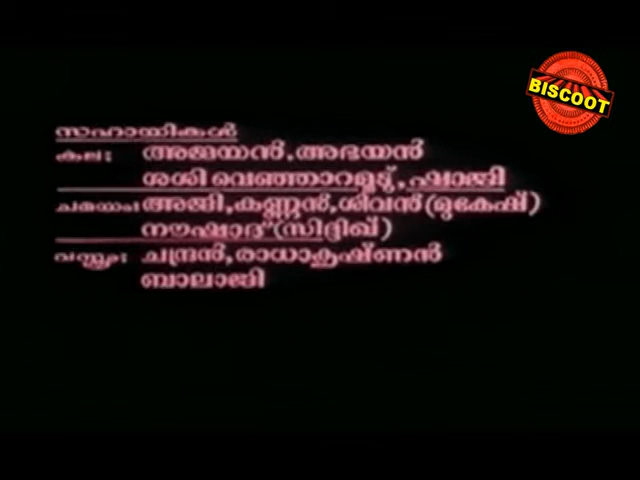 BISCOOT
സഹായികൾ
കല: അജയൻ, അഭയൻ
ശശി വെഞ്ഞാറമൂട്, ഷാജി
ചമയം: അജി, കണ്ണൻ, ശിവൻ (മുകേഷ്)
നൗഷാദ് (സിദ്ദിഖ്)
വസ്ത്രം: ചന്ദ്രൻ, രാധാകൃഷ്ണൻ
ബാലാജി